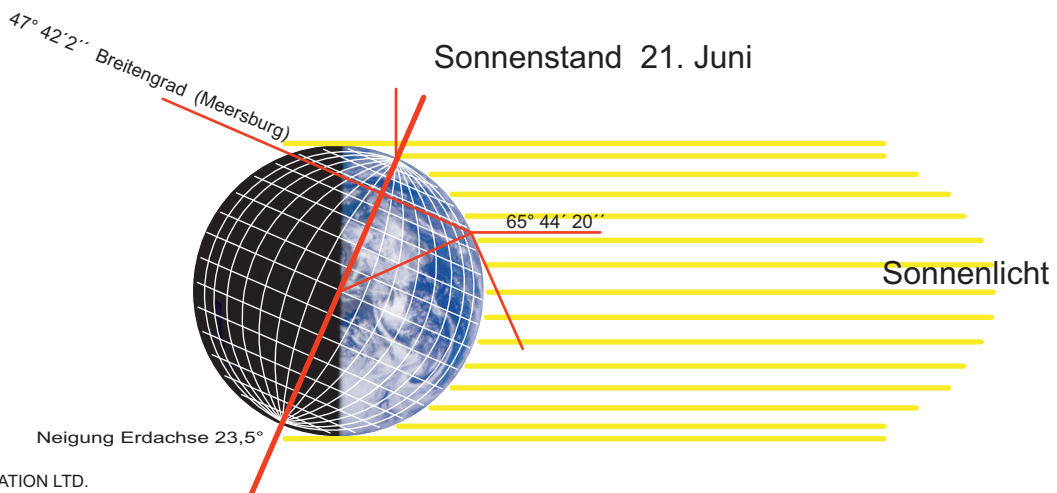 47° 42´2´´ Breitengrad (Meersburg)
Sonnenstand 21. Juni
65° 44´ 20´´
Sonnenlicht
Neigung Erdachse 23,5°
ATION LTD.